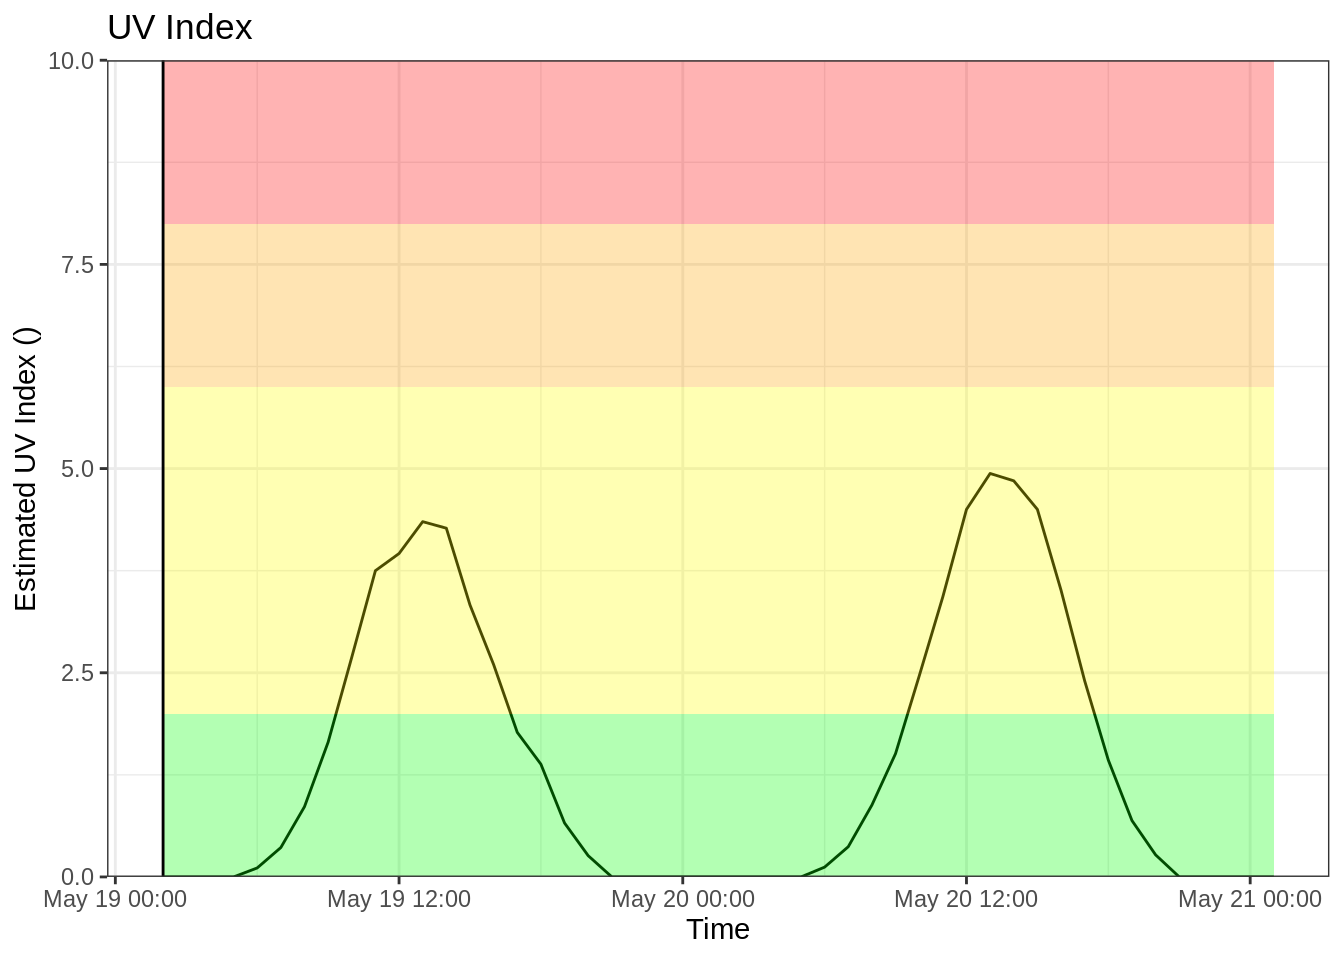 UV Index
10.0
7.5
5.0
2.5
0.0
Estimated UV Index ()
May 19 00:00
May 19 12:00
May 20 00:00
May 20 12:00
May 21 00:00
Time